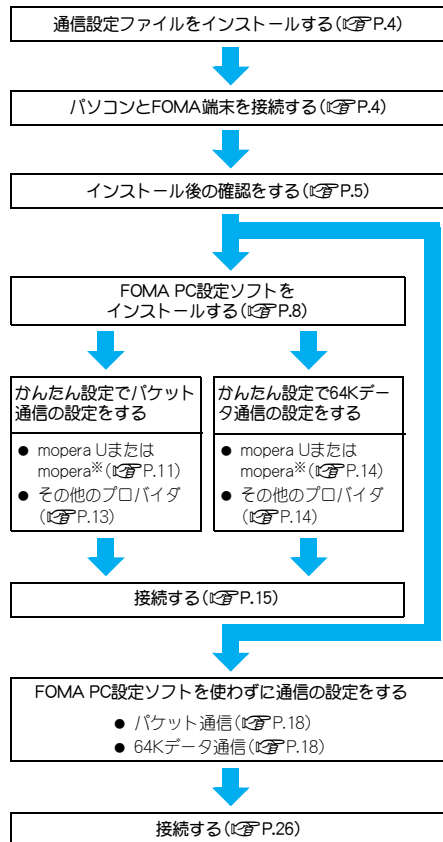 通信設定ファイルをインストールする(☞P.4)
パソコンとFOMA端末を接続する(☞P.4)
インストール後の確認をする(☞P.5)
FOMA PC設定ソフトを
インストールする(☞P.8)
かんたん設定でパケット
通信の設定をする
● mopera Uまたは
mopera※(☞P.11)
● その他のプロバイダ
(☞P.13)
かんたん設定で64Kデー
タ通信の設定をする
● mopera Uまたは
mopera※(☞P.14)
● その他のプロバイダ
(☞P.14)
接続する(☞P.15)
FOMA PC設定ソフトを使わずに通信の設定をする
● パケット通信(☞P.18)
● 64Kデータ通信(☞P.18)
接続する(☞P.26)